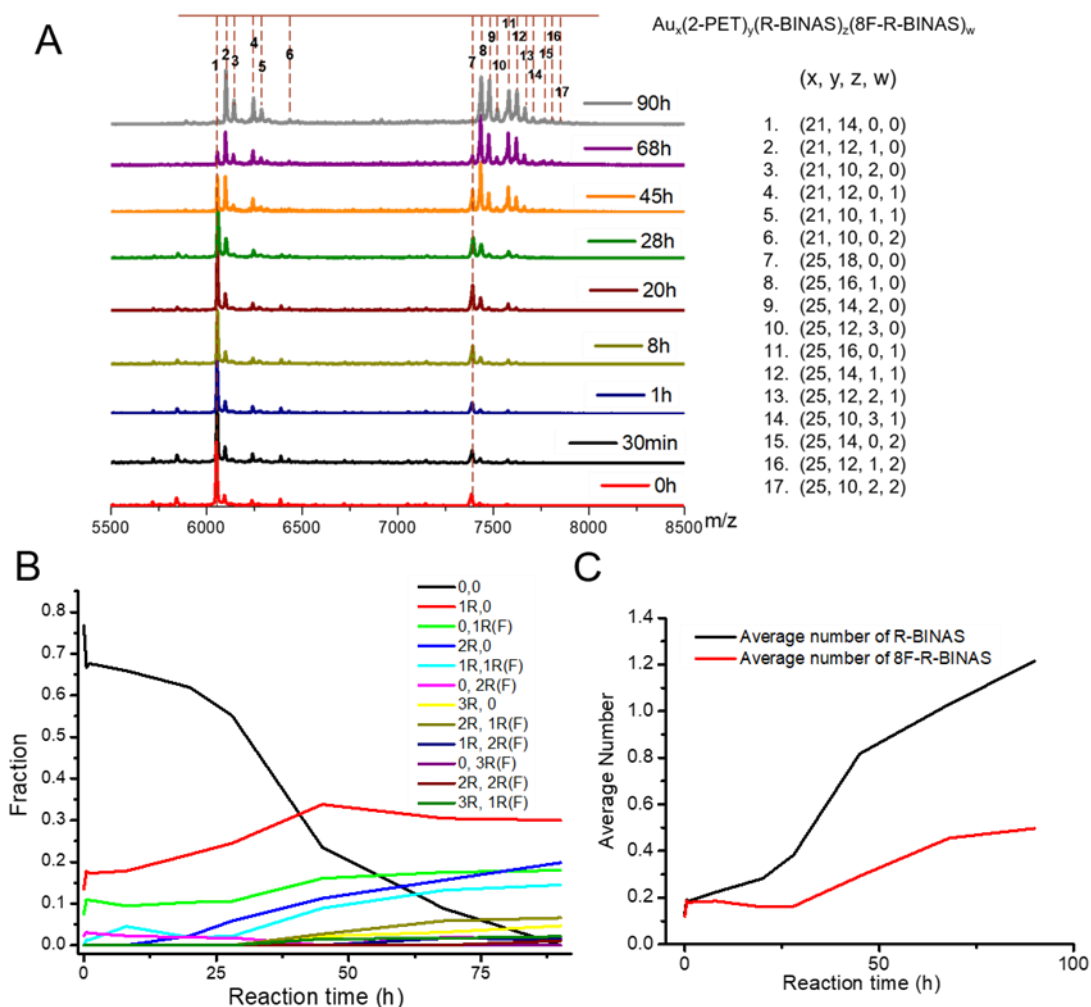 A
Auₓ(2-PET)ᵧ(R-BINAS)z(8F-R-BINAS)w
(x, y, z, w)
1 2 3 4 5 6 7 8 9 10 11 12 13 14 15 16 17
90h
68h
45h
28h
20h
8h
1h
30min
0h
5500 6000 6500 7000 7500 8000 8500 m/z
1. (21, 14, 0, 0)
2. (21, 12, 1, 0)
3. (21, 10, 2, 0)
4. (21, 12, 0, 1)
5. (21, 10, 1, 1)
6. (21, 10, 0, 2)
7. (25, 18, 0, 0)
8. (25, 16, 1, 0)
9. (25, 14, 2, 0)
10. (25, 12, 3, 0)
11. (25, 16, 0, 1)
12. (25, 14, 1, 1)
13. (25, 12, 2, 1)
14. (25, 10, 3, 1)
15. (25, 14, 0, 2)
16. (25, 12, 1, 2)
17. (25, 10, 2, 2)
B
Fraction
0.8
0.7
0.6
0.5
0.4
0.3
0.2
0.1
0.0
0,0
1R,0
0,1R(F)
2R,0
1R,1R(F)
0, 2R(F)
3R, 0
2R, 1R(F)
1R, 2R(F)
0, 3R(F)
2R, 2R(F)
3R, 1R(F)
0 25 50 75
Reaction time (h)
C
Average Number
1.4
1.2
1.0
0.8
0.6
0.4
0.2
0.0
Average number of R-BINAS
Average number of 8F-R-BINAS
0 50 100
Reaction time (h)